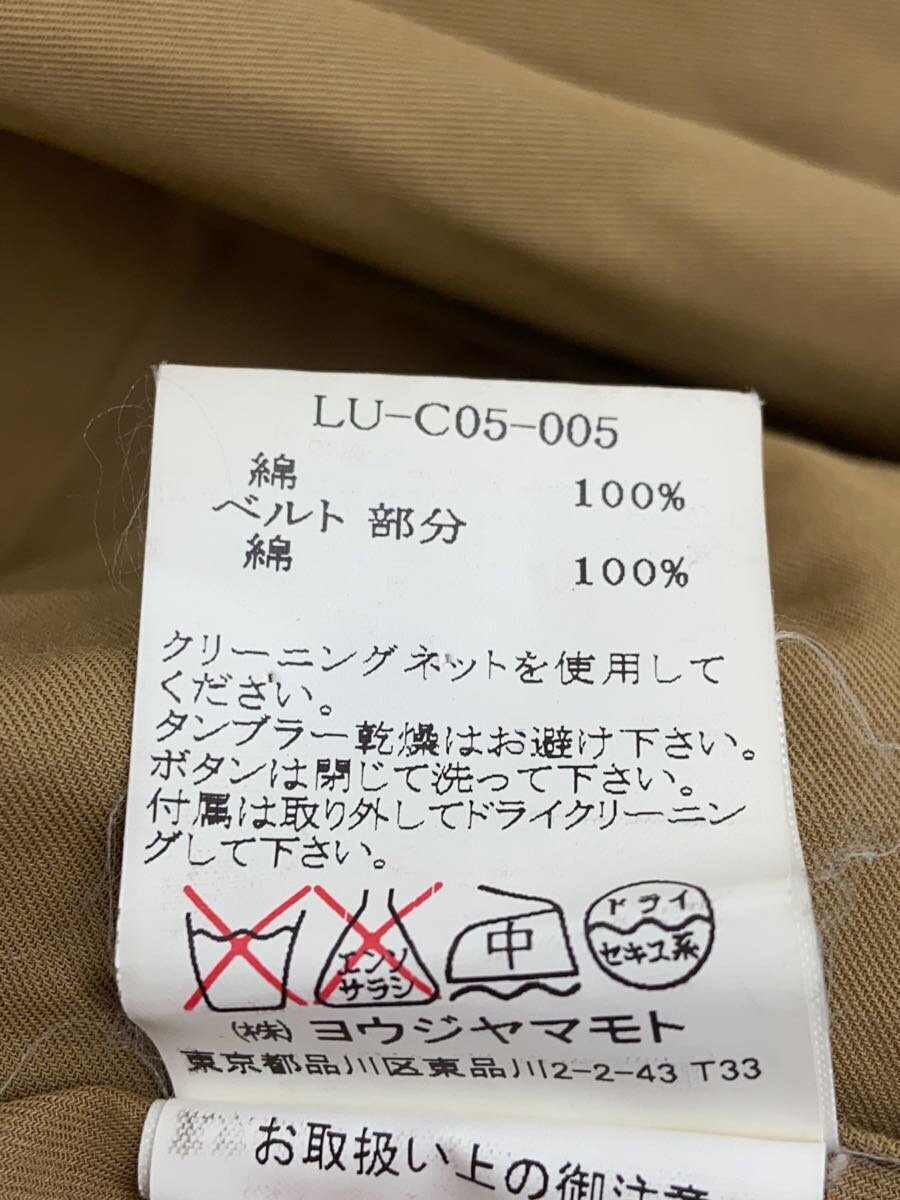 LU-C05-005
綿 100%
ベルト 部分
綿 100%
クリーニングネットを使用して
ください。
タンブラー乾燥はお避け下さい。
ボタンは閉じて洗って下さい。
付属は取り外してドライクリーニン
グして下さい。
エンソ
サラシ
中
ドライ
セキユ系
(株) ヨウジヤマモト
東京都品川区東品川2-2-43 T33
お取扱い上の御注意